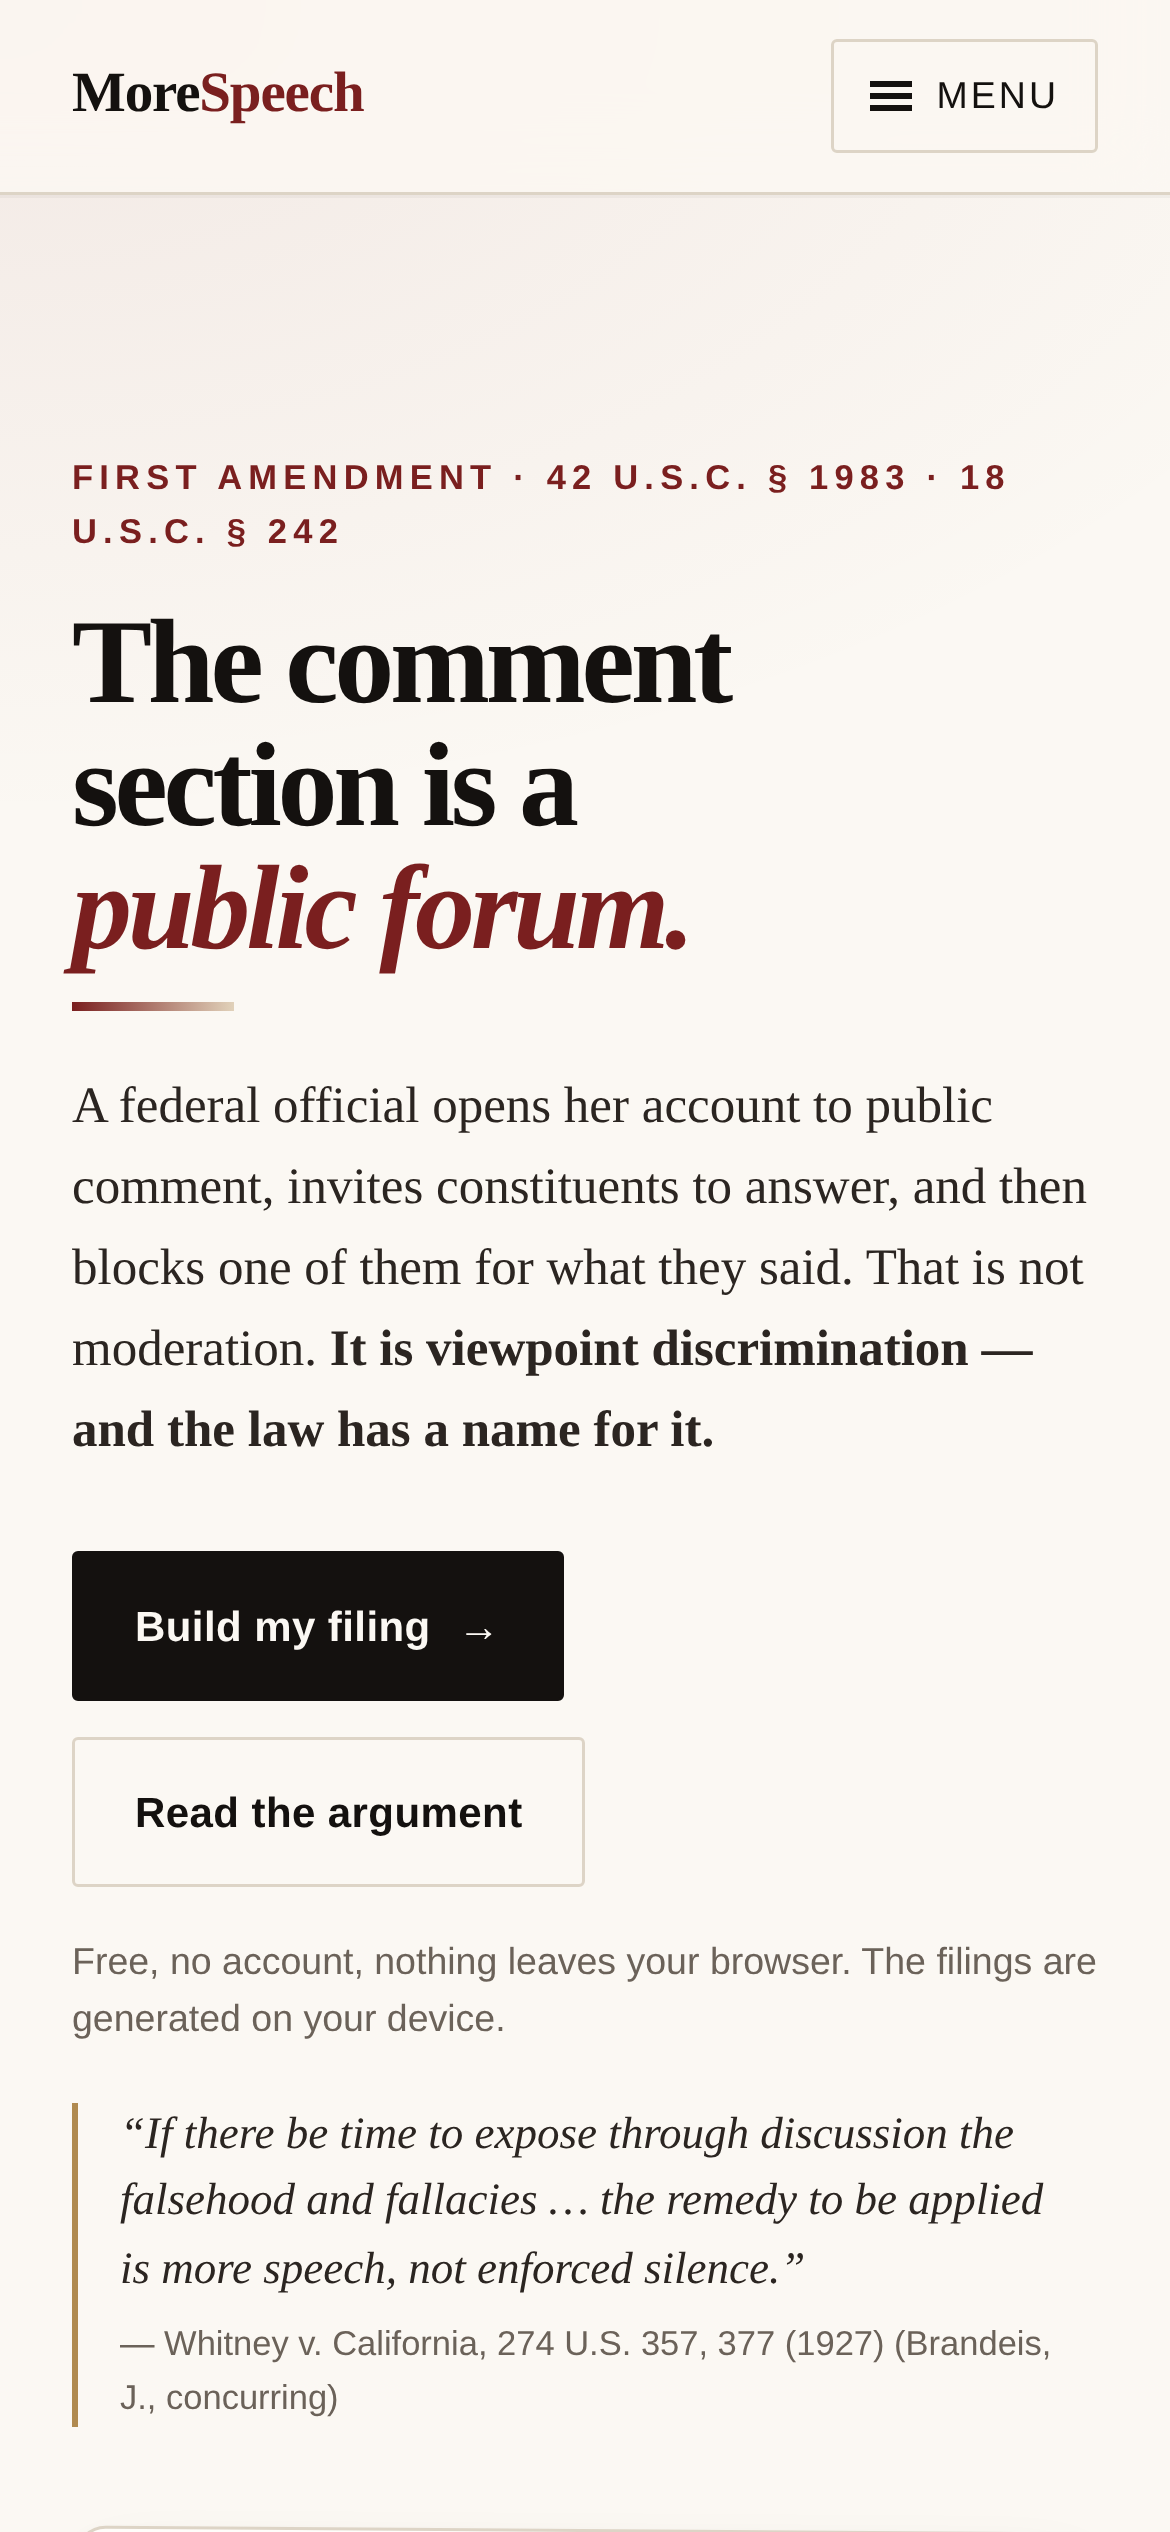 MoreSpeech
MENU
FIRST AMENDMENT · 42 U.S.C. § 1983 · 18
U.S.C. § 242
The comment
section is a
public forum.
A federal official opens her account to public
comment, invites constituents to answer, and then
blocks one of them for what they said. That is not
moderation. It is viewpoint discrimination —
and the law has a name for it.
Build my filing →
Read the argument
Free, no account, nothing leaves your browser. The filings are
generated on your device.
“If there be time to expose through discussion the
falsehood and fallacies … the remedy to be applied
is more speech, not enforced silence.”
— Whitney v. California, 274 U.S. 357, 377 (1927) (Brandeis,
J., concurring)